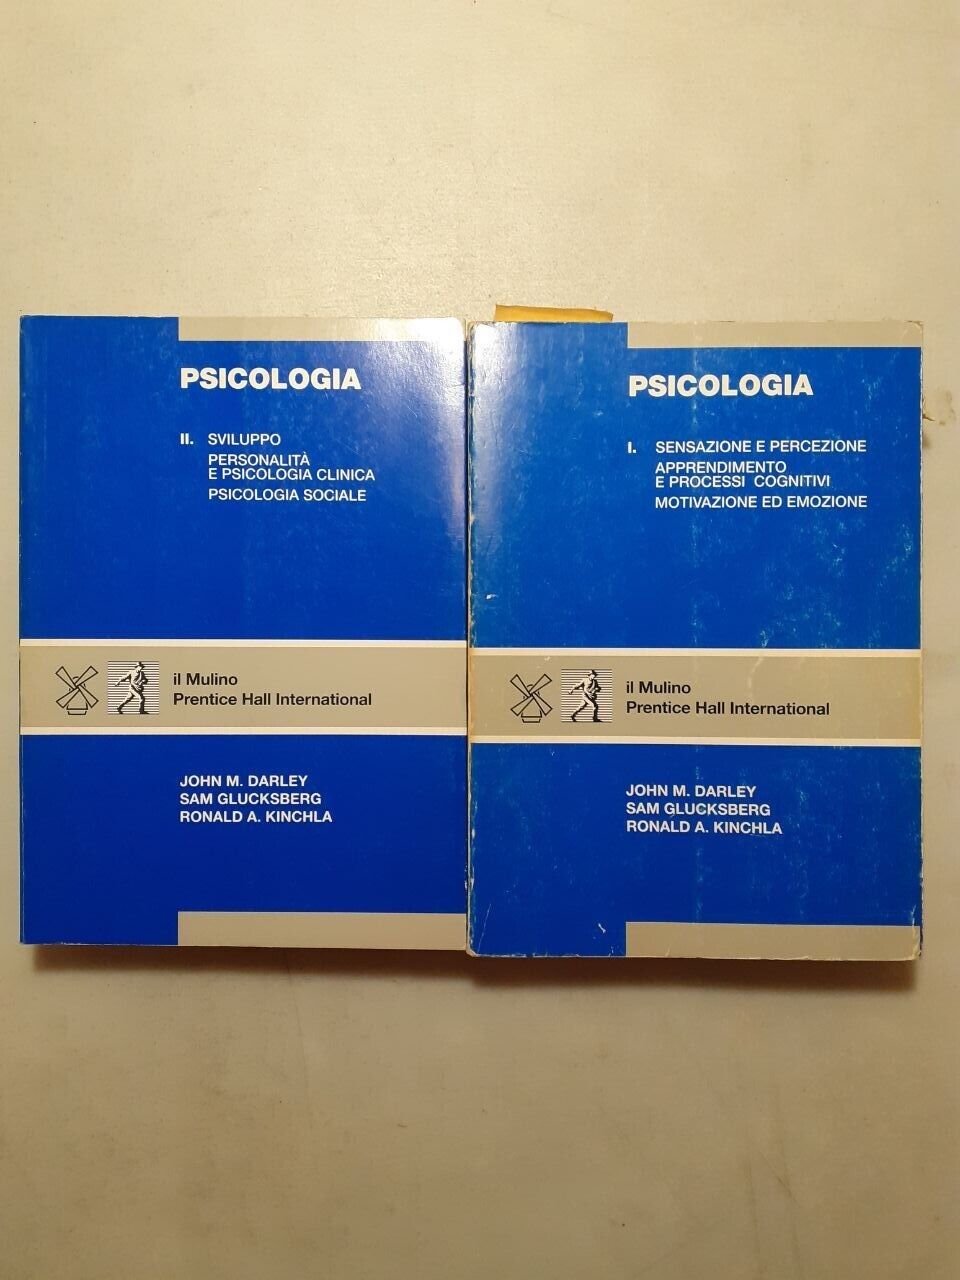 PSICOLOGIA
II. SVILUPPO
PERSONALITÀ
E PSICOLOGIA CLINICA
PSICOLOGIA SOCIALE
il Mulino
Prentice Hall International
JOHN M. DARLEY
SAM GLUCKSBERG
RONALD A. KINCHLA
PSICOLOGIA
I. SENSAZIONE E PERCEZIONE
APPRENDIMENTO
E PROCESSI COGNITIVI
MOTIVAZIONE ED EMOZIONE
il Mulino
Prentice Hall International
JOHN M. DARLEY
SAM GLUCKSBERG
RONALD A. KINCHLA